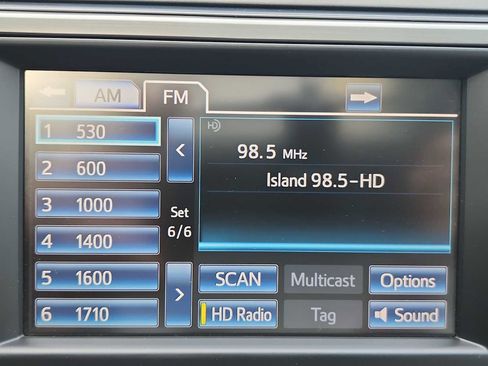 AM
FM
1 530
2 600
3 1000
4 1400
5 1600
6 1710
Set
6/6
HD
98.5 MHz
Island 98.5-HD
SCAN
Multicast
Options
HD Radio
Tag
Sound